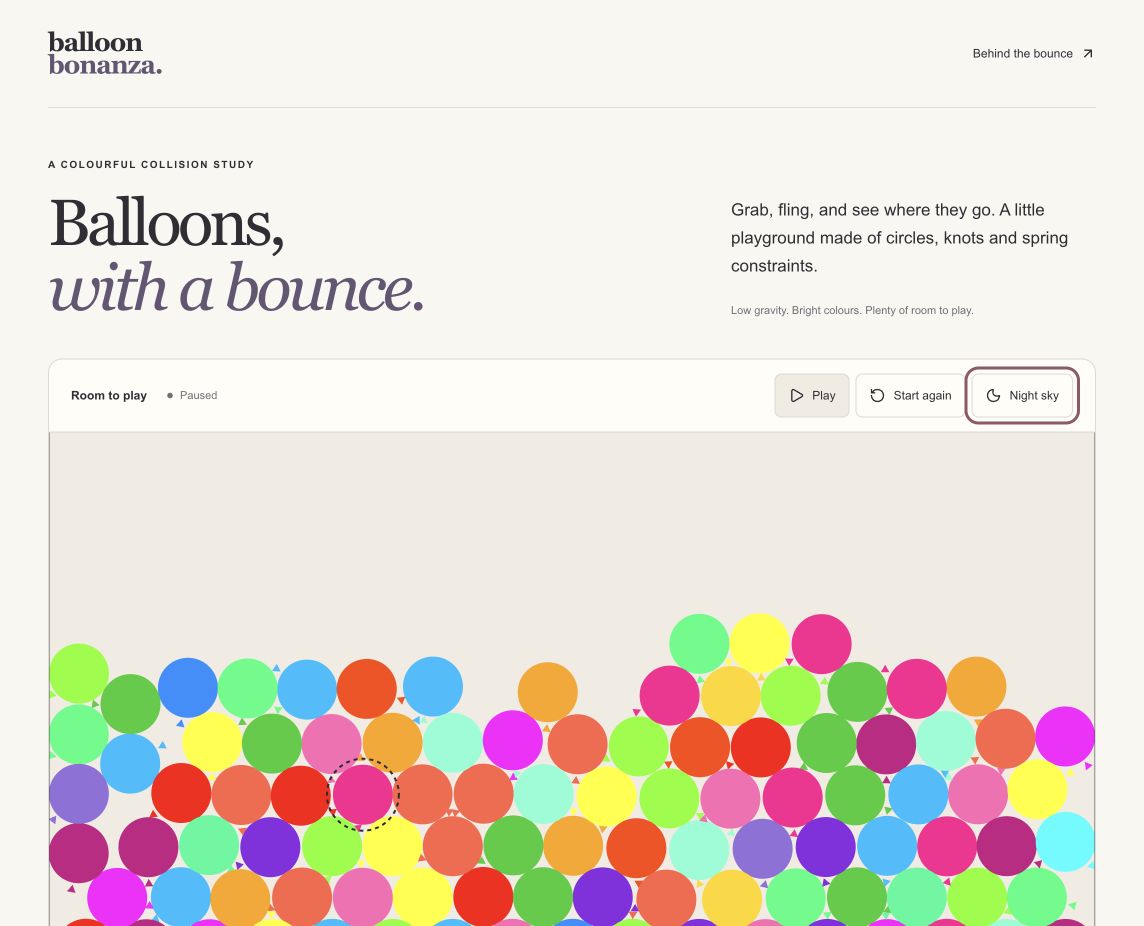 balloon
bonanza.
Behind the bounce
A COLOURFUL COLLISION STUDY
Balloons,
with a bounce.
Grab, fling, and see where they go. A little
playground made of circles, knots and spring
constraints.
Low gravity. Bright colours. Plenty of room to play.
Room to play
Paused
Play
Start again
Night sky